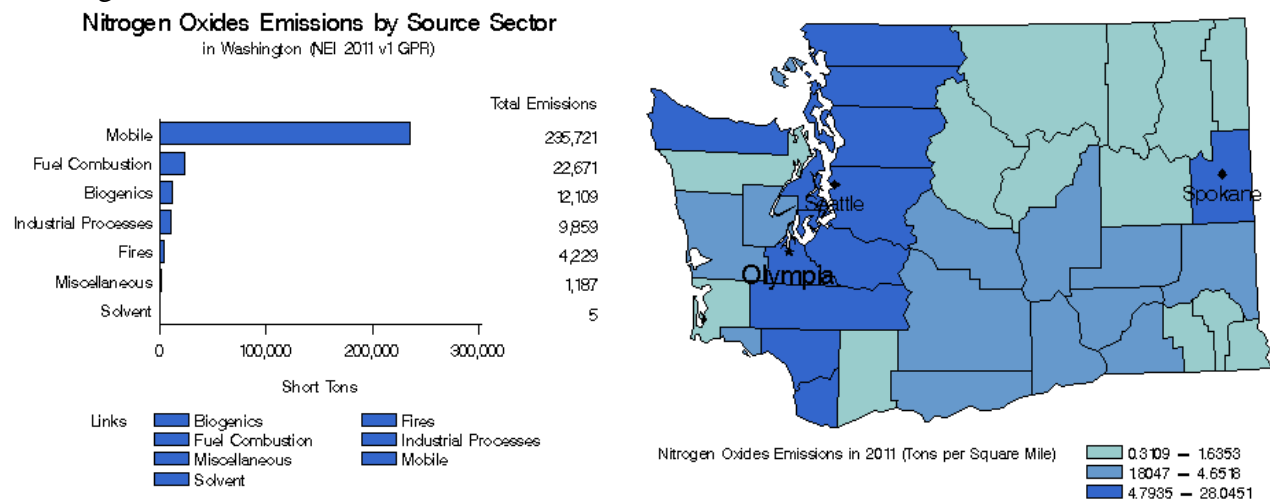 Nitrogen Oxides Emissions by Source Sector
in Washington (NEI 2011 v1 GPR)
Total Emissions
Mobile 235,721
Fuel Combustion 22,671
Biogenics 12,109
Industrial Processes 9,859
Fires 4,229
Miscellaneous 1,187
Solvent 5
0 100,000 200,000 300,000
Short Tons
Links Biogenics Fires
Fuel Combustion Industrial Processes
Miscellaneous Mobile
Solvent
Seattle
Spokane
Olympia
Nitrogen Oxides Emissions in 2011 (Tons per Square Mile) 0.3109 – 1.6353
1.8047 – 4.6518
4.7935 – 28.0451